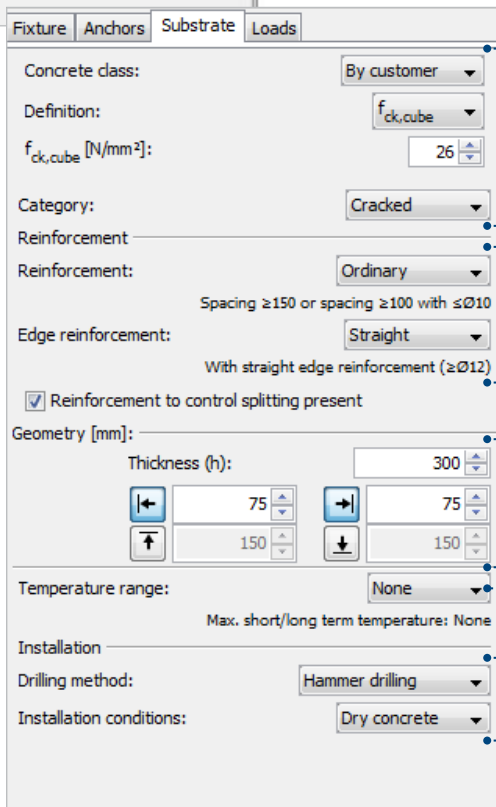 Fixture Anchors Substrate Loads
Concrete class: By customer
Definition: fck,cube
fck,cube [N/mm²]: 26
Category: Cracked
Reinforcement
Reinforcement: Ordinary
Spacing ≥150 or spacing ≥100 with ≤Ø10
Edge reinforcement: Straight
With straight edge reinforcement (≥Ø12)
Reinforcement to control splitting present
Geometry [mm]:
Thickness (h): 300
75 75
150 150
Temperature range: None
Max. short/long term temperature: None
Installation
Drilling method: Hammer drilling
Installation conditions: Dry concrete